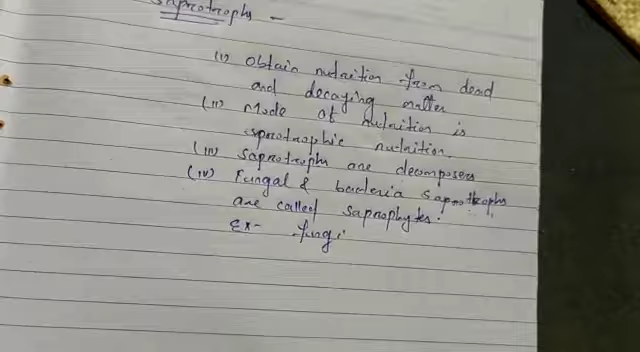 Saprotrophs -
(i) Obtain nutrition from dead
and decaying matter
(ii) Mode of nutrition is
sprotrophic nutrition.
(iii) Saprotrophs are decomposers
(iv) Fungal & bacteria saprotrophs
are called saprophytes.
Ex- fungi